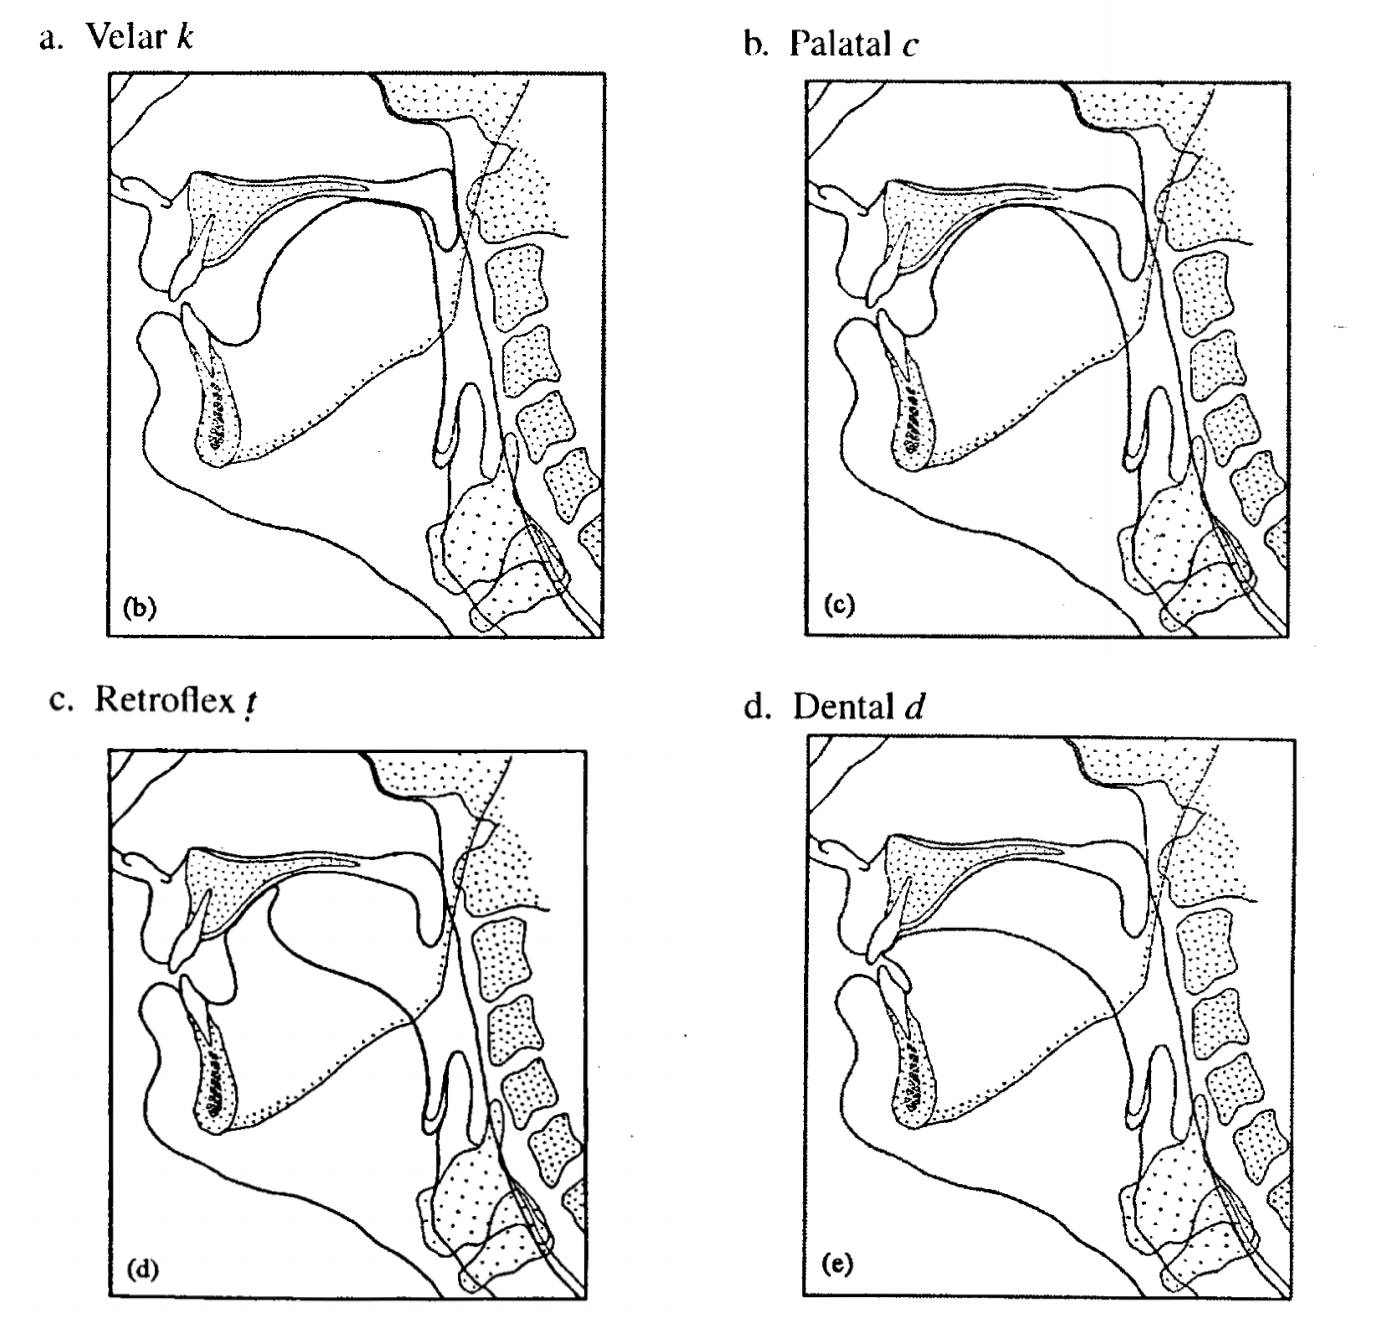 a. Velar k
b. Palatal c
(b)
(c)
c. Retroflex ṭ
d. Dental d
(d)
(e)